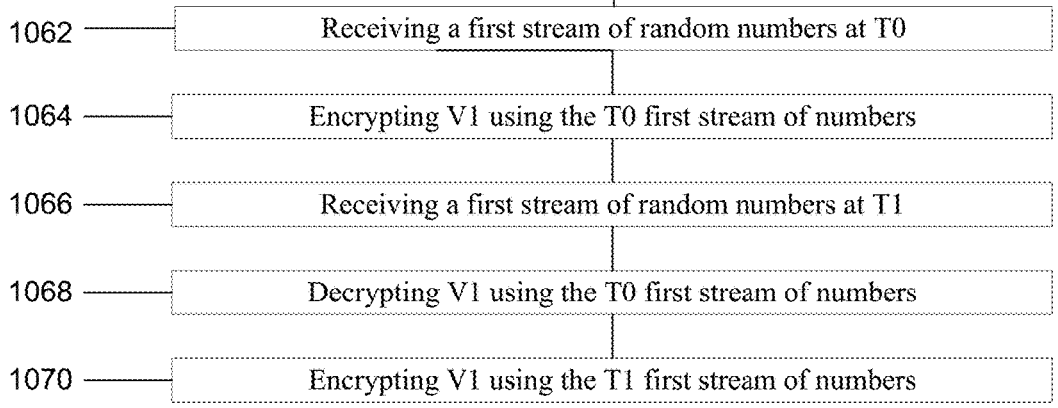 1062 Receiving a first stream of random numbers at T0
1064 Encrypting V1 using the T0 first stream of numbers
1066 Receiving a first stream of random numbers at T1
1068 Decrypting V1 using the T0 first stream of numbers
1070 Encrypting V1 using the T1 first stream of numbers